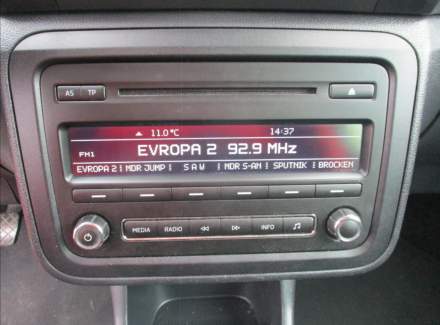 AS TP
▲ 11.0°C 14:37
FM1 EVROPA 2 92.9 MHz
EVROPA 2 | MDR JUMP | S A W | MDR S-AN | SPUTNIK | BROCKEN
MEDIA RADIO INFO